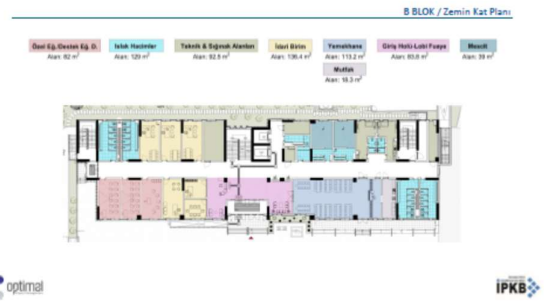 B BLOK / Zemin Kat Planı
Özel Eğ./Destek Eğ. D.
Alan: 82 m²
Islak Hacimler
Alan: 129 m²
Teknik & Sığınak Alanları
Alan: 92.8 m²
İdari Birim
Alan: 136.4 m²
Yemekhane
Alan: 113.2 m²
Mutfak
Alan: 18.3 m²
Giriş Holü-Lobi Fuaye
Alan: 83.8 m²
Mescit
Alan: 39 m²
optimal
İPKB